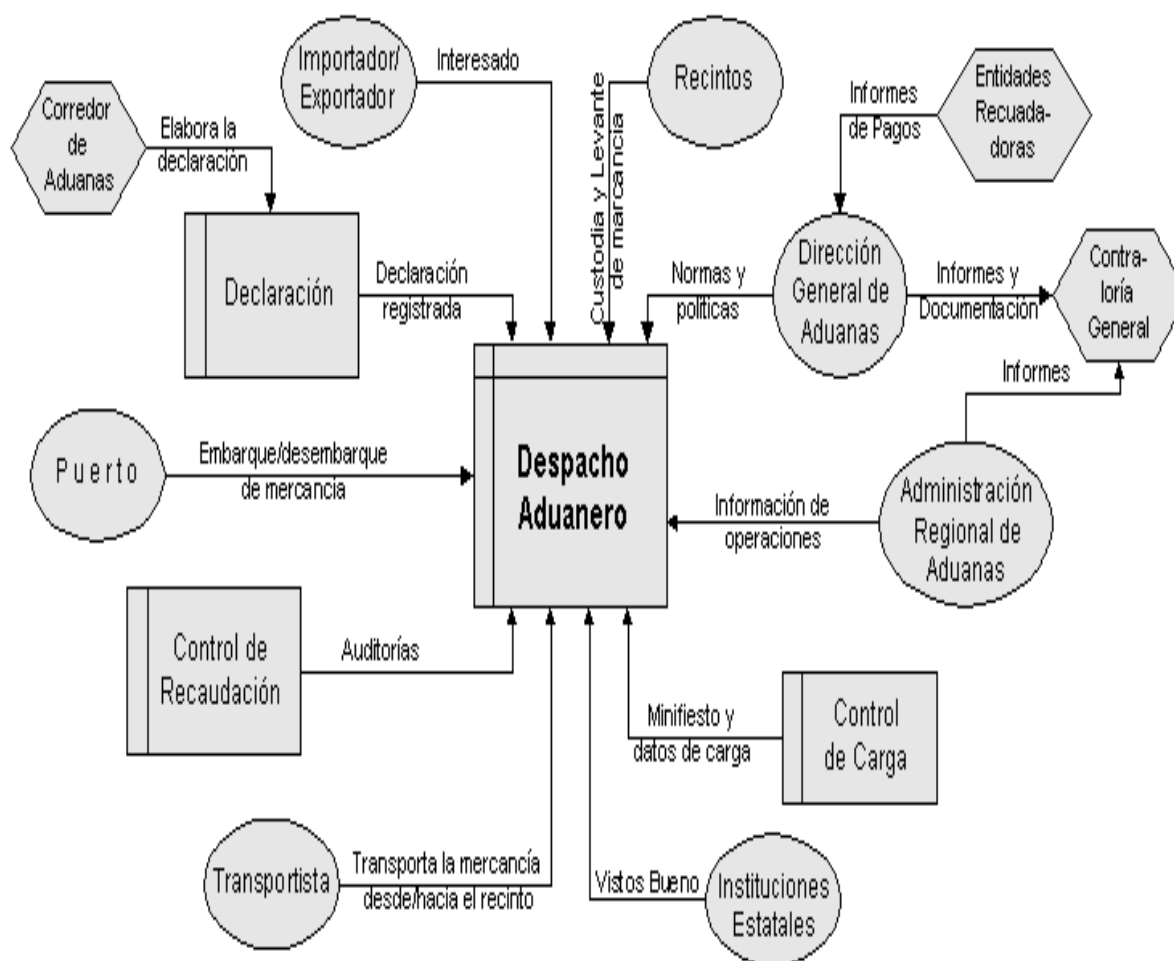 Importador/
Exportador
Interesado
Recintos
Informes
de Pagos
Entidades
Recuada-
doras
Corredor
de
Aduanas
Elabora la
declaración
Custodia y Levante
de marcancia
Declaración
Declaración
registrada
Normas y
políticas
Dirección
General de
Aduanas
Informes y
Documentación
Contra-
loría
General
Informes
Puerto
Embarque/desembarque
de mercancia
Despacho
Aduanero
Información de
operaciones
Administración
Regional de
Aduanas
Control de
Recaudación
Auditorías
Minifiesto y
datos de carga
Control
de Carga
Transportista
Transporta la mercancía
desde/hacia el recinto
Vistos Bueno
Instituciones
Estatales